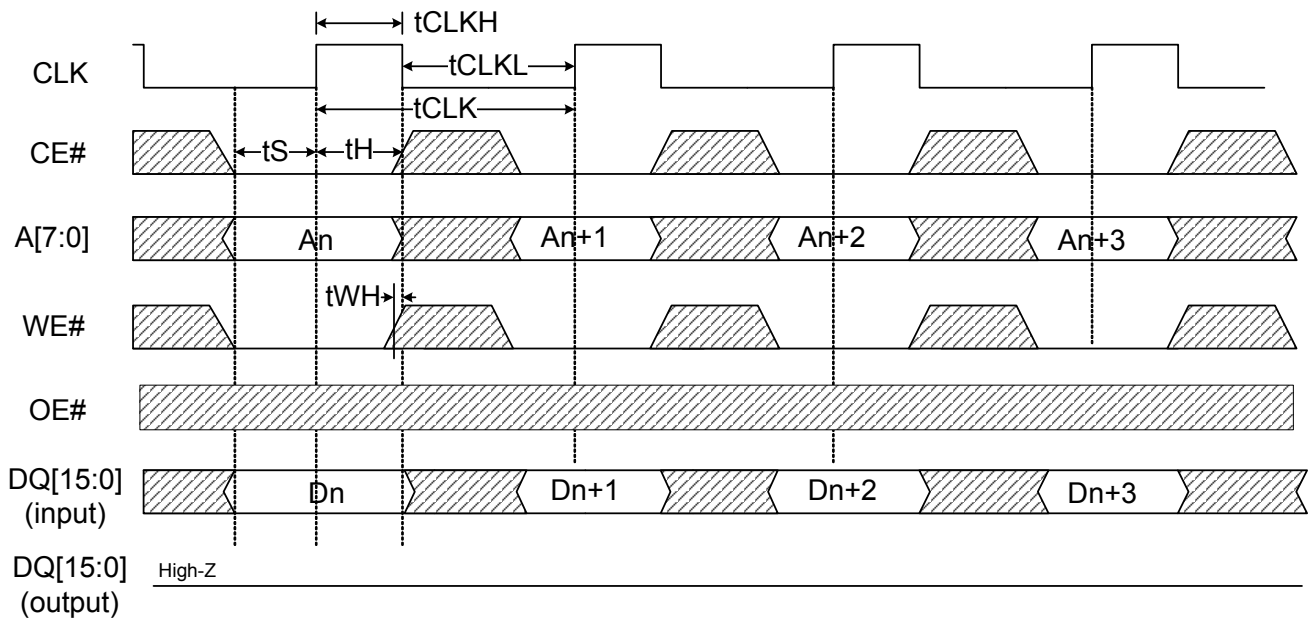 tCLKH
CLK
tCLKL
tCLK
CE#
tS
tH
A[7:0]
An
An+1
An+2
An+3
tWH
WE#
OE#
DQ[15:0]
(input)
Dn
Dn+1
Dn+2
Dn+3
DQ[15:0]
(output)
High-Z